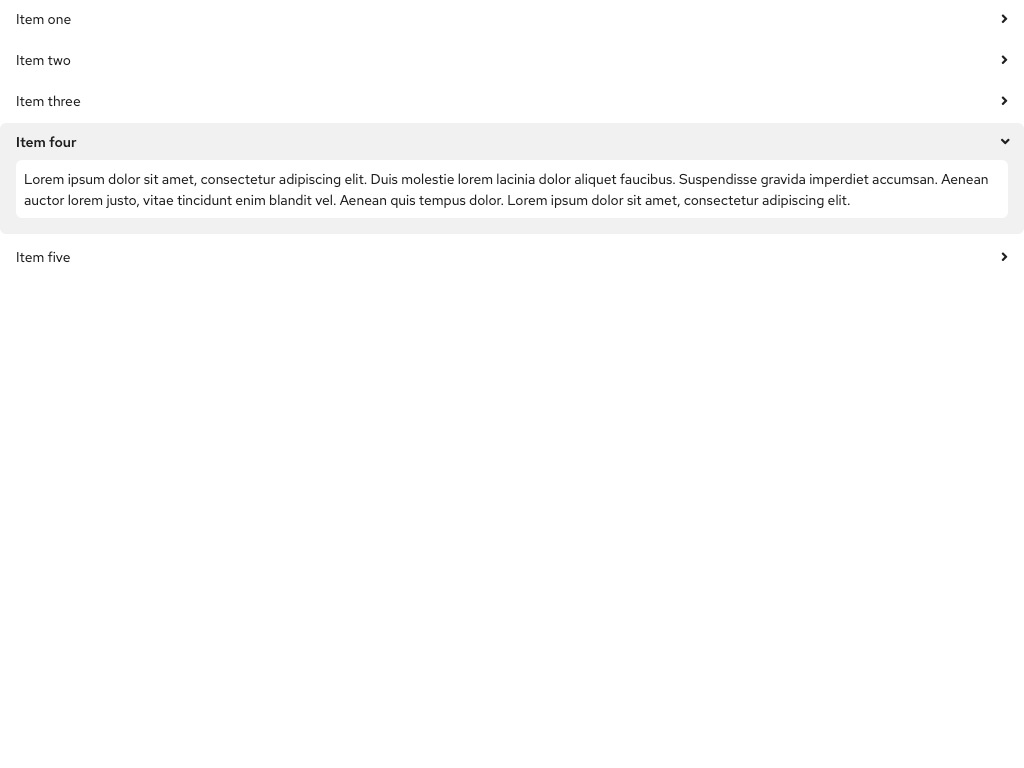 Item one
Item two
Item three
Item four
Lorem ipsum dolor sit amet, consectetur adipiscing elit. Duis molestie lorem lacinia dolor aliquet faucibus. Suspendisse gravida imperdiet accumsan. Aenean
auctor lorem justo, vitae tincidunt enim blandit vel. Aenean quis tempus dolor. Lorem ipsum dolor sit amet, consectetur adipiscing elit.
Item five